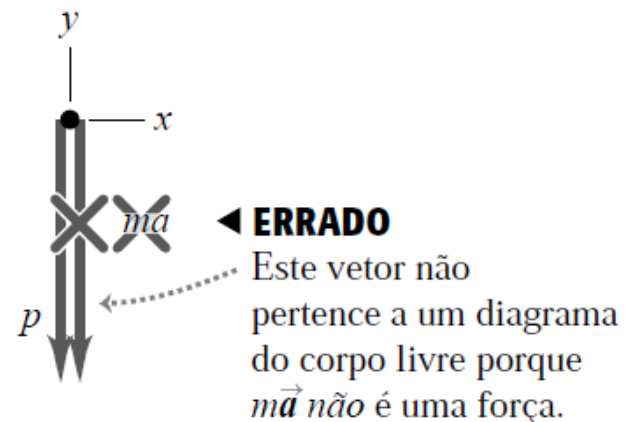 y
x
ma
◄ ERRADO
Este vetor não
pertence a um diagrama
p
do corpo livre porque
ma⃗ não é uma força.